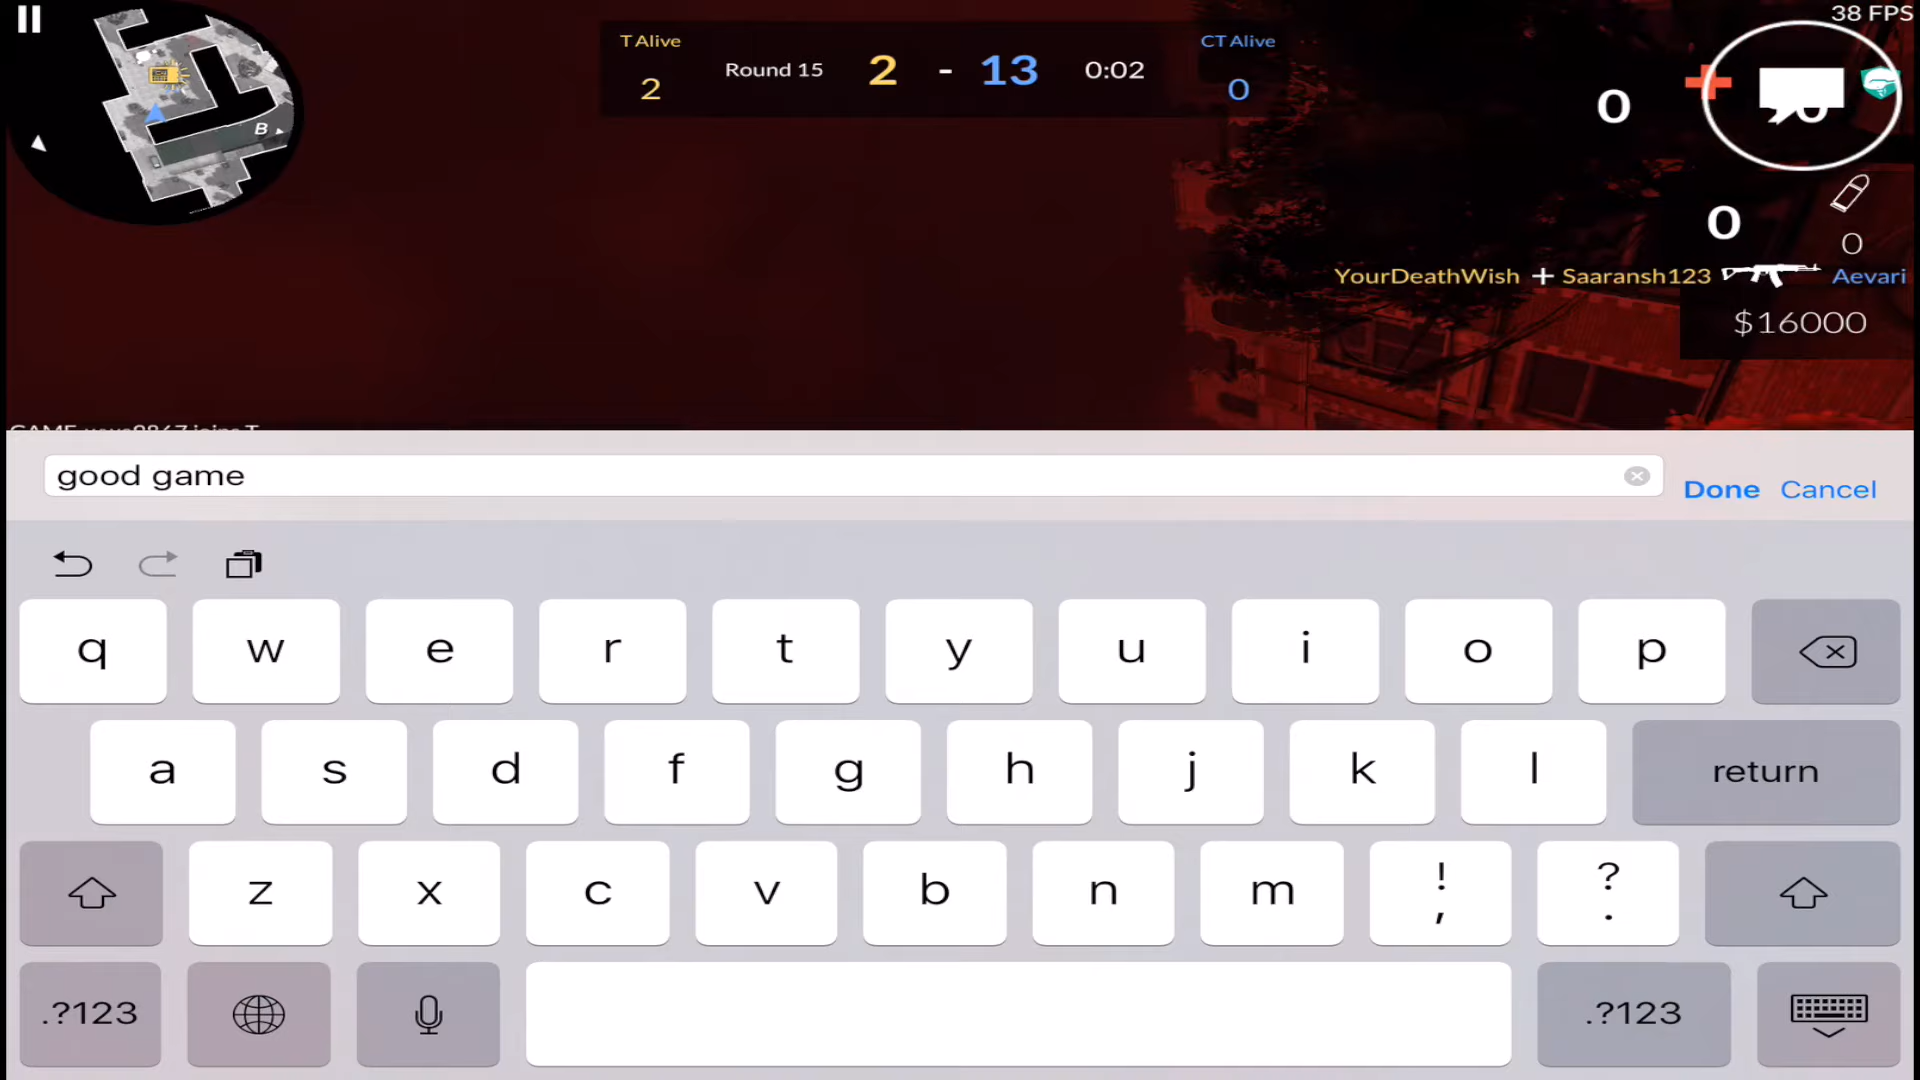 38 FPS
T Alive
2
Round 15
2 - 13
0:02
CT Alive
0
0
0
0
B
YourDeathWish + Saaransh123 Aevari
$16000
good game
Done Cancel
q w e r t y u i o p
a s d f g h j k l return
z x c v b n m ! , ? .
.?123 .?123